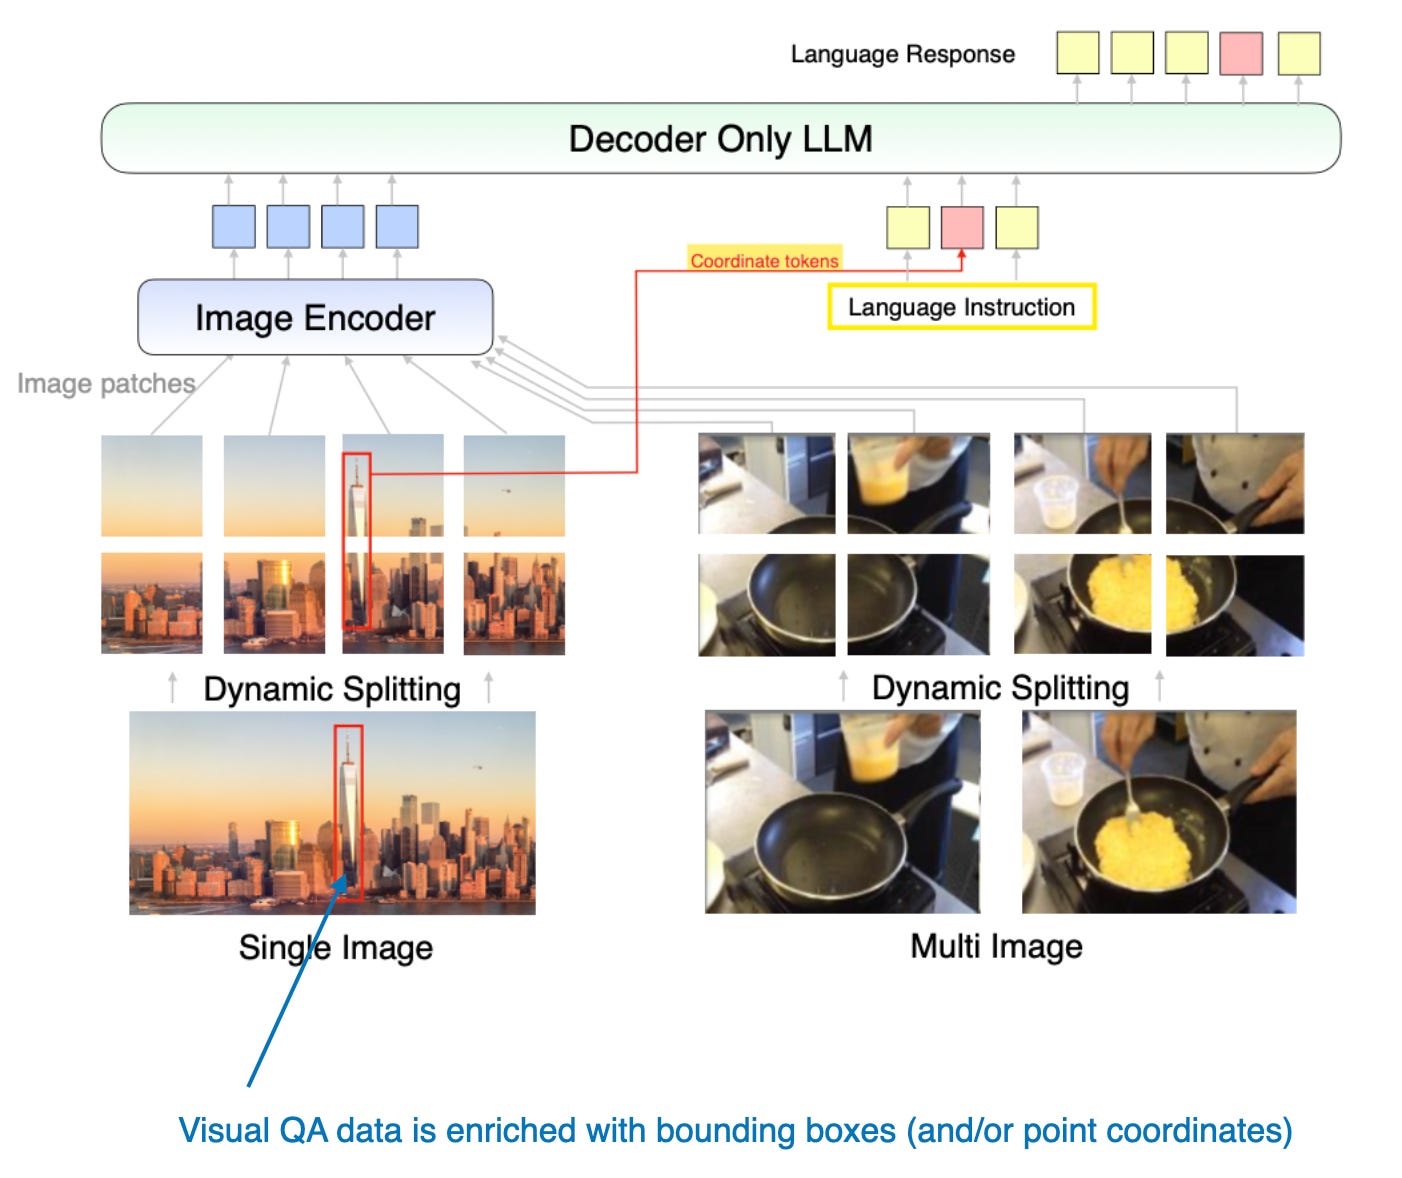 Language Response
Decoder Only LLM
Coordinate tokens
Image Encoder
Language Instruction
Image patches
Dynamic Splitting
Dynamic Splitting
Single Image
Multi Image
Visual QA data is enriched with bounding boxes (and/or point coordinates)